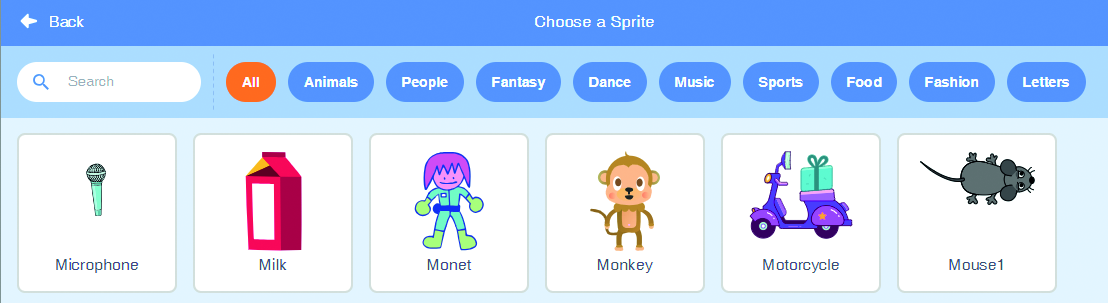 Back
Choose a Sprite
Search
All
Animals
People
Fantasy
Dance
Music
Sports
Food
Fashion
Letters
Microphone
Milk
Monet
Monkey
Motorcycle
Mouse1